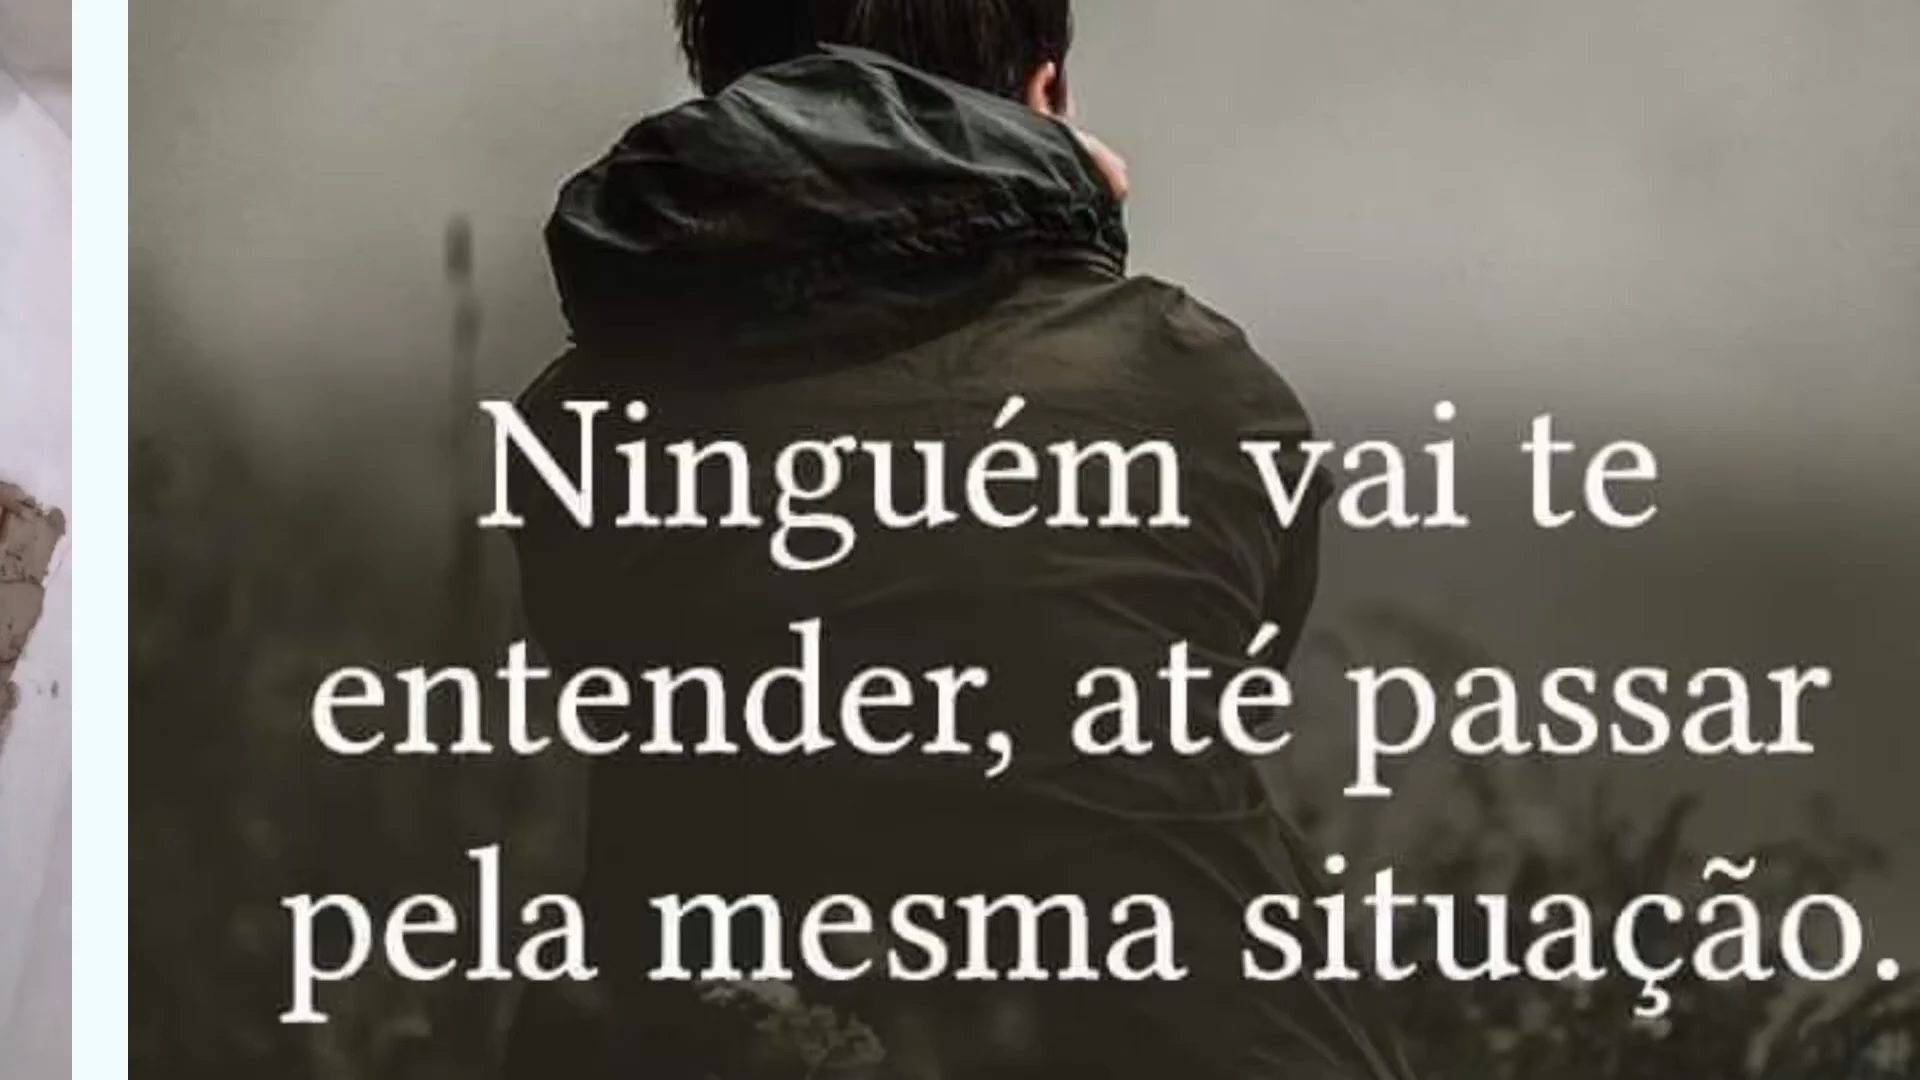 Ninguém vai te
entender, até passar
pela mesma situação.